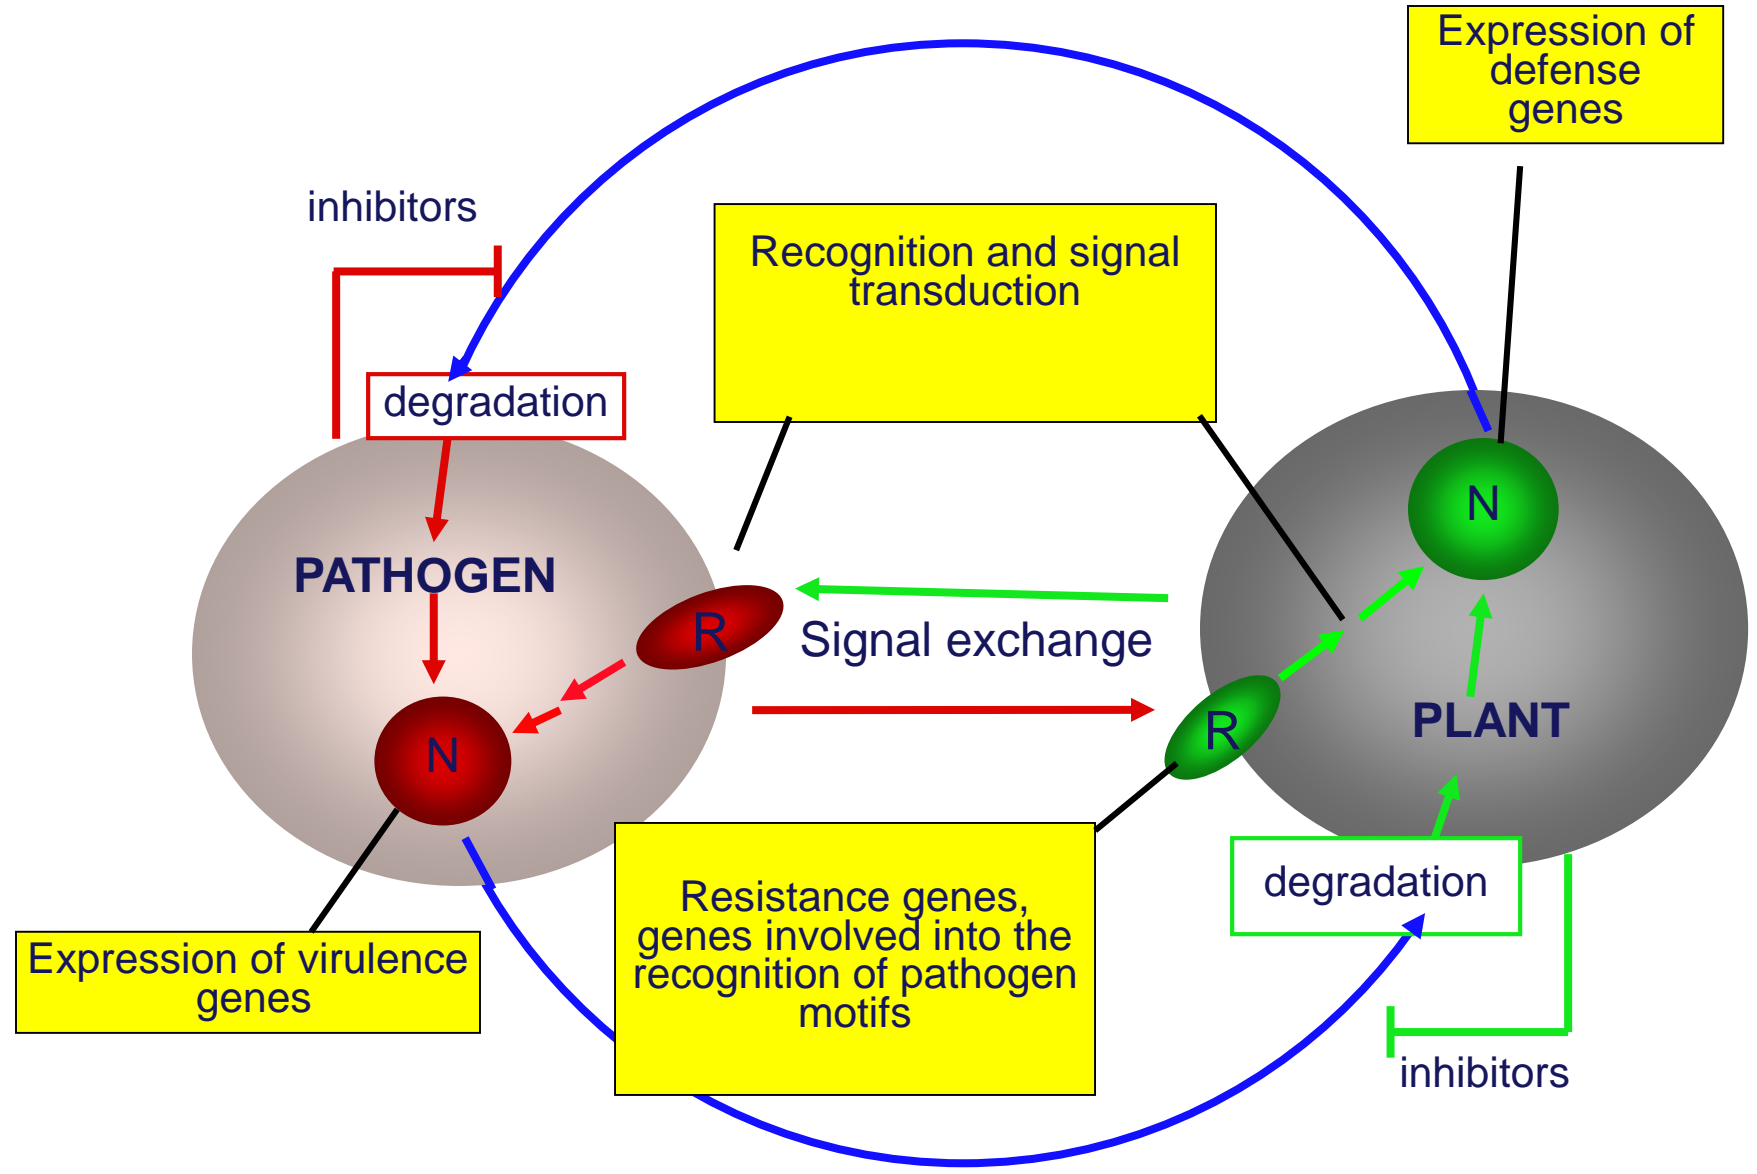 Expression of
defense
genes
inhibitors
Recognition and signal
transduction
degradation
N
PATHOGEN
R
Signal exchange
R
PLANT
N
degradation
Resistance genes,
genes involved into the
recognition of pathogen
motifs
Expression of virulence
genes
inhibitors